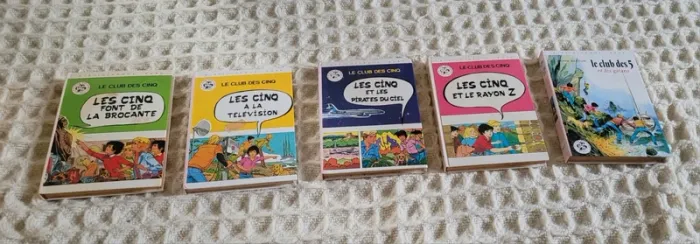 LE CLUB DES CINQ
LES CINQ
FONT DE
LA BROCANTE
LE CLUB DES CINQ
LES CINQ
A LA
TELEVISION
LE CLUB DES CINQ
LES CINQ
ET LES
PIRATES DU CIEL
LE CLUB DES CINQ
LES CINQ
ET LE RAYON Z
le club des 5